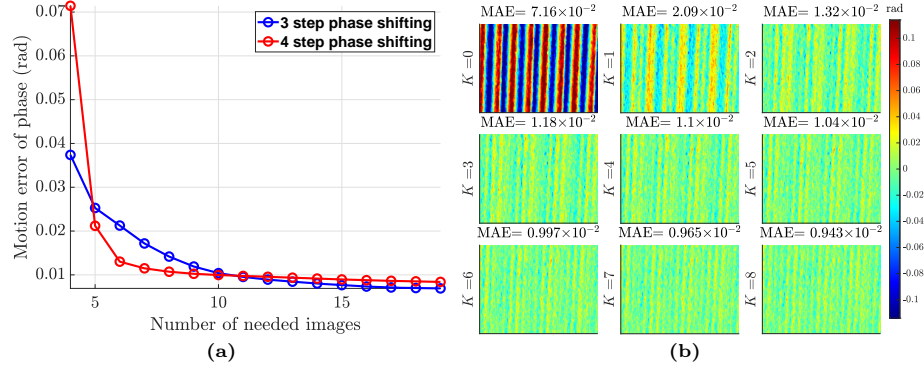 0.07
0.06
0.05
0.04
0.03
0.02
0.01
5
10
15
Motion error of phase (rad)
Number of needed images
3 step phase shifting
4 step phase shifting
(a)
rad
MAE= 7.16×10⁻² MAE= 2.09×10⁻² MAE= 1.32×10⁻²
K =0 K =1 K =2
MAE= 1.18×10⁻² MAE= 1.1×10⁻² MAE= 1.04×10⁻²
K =3 K =4 K =5
MAE= 0.997×10⁻² MAE= 0.965×10⁻² MAE= 0.943×10⁻²
K =6 K =7 K =8
0.1
0.08
0.06
0.04
0.02
0
-0.02
-0.04
-0.06
-0.08
-0.1
(b)